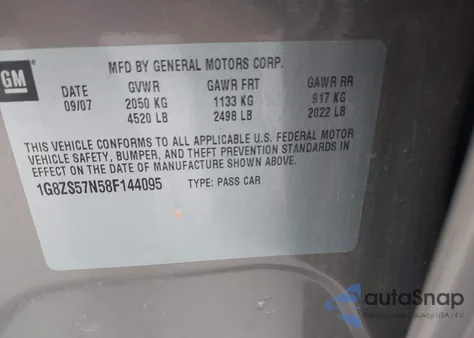 GM
MFD BY GENERAL MOTORS CORP.
DATE GVWR GAWR FRT GAWR RR
09/07 2050 KG 1133 KG 917 KG
4520 LB 2498 LB 2022 LB
THIS VEHICLE CONFORMS TO ALL APPLICABLE U.S. FEDERAL MOTOR
VEHICLE SAFETY, BUMPER, AND THEFT PREVENTION STANDARDS IN
EFFECT ON THE DATE OF MANUFACTURE SHOWN ABOVE.
1G8ZS57N58F144095 TYPE: PASS CAR
autoSnap
USA I EU